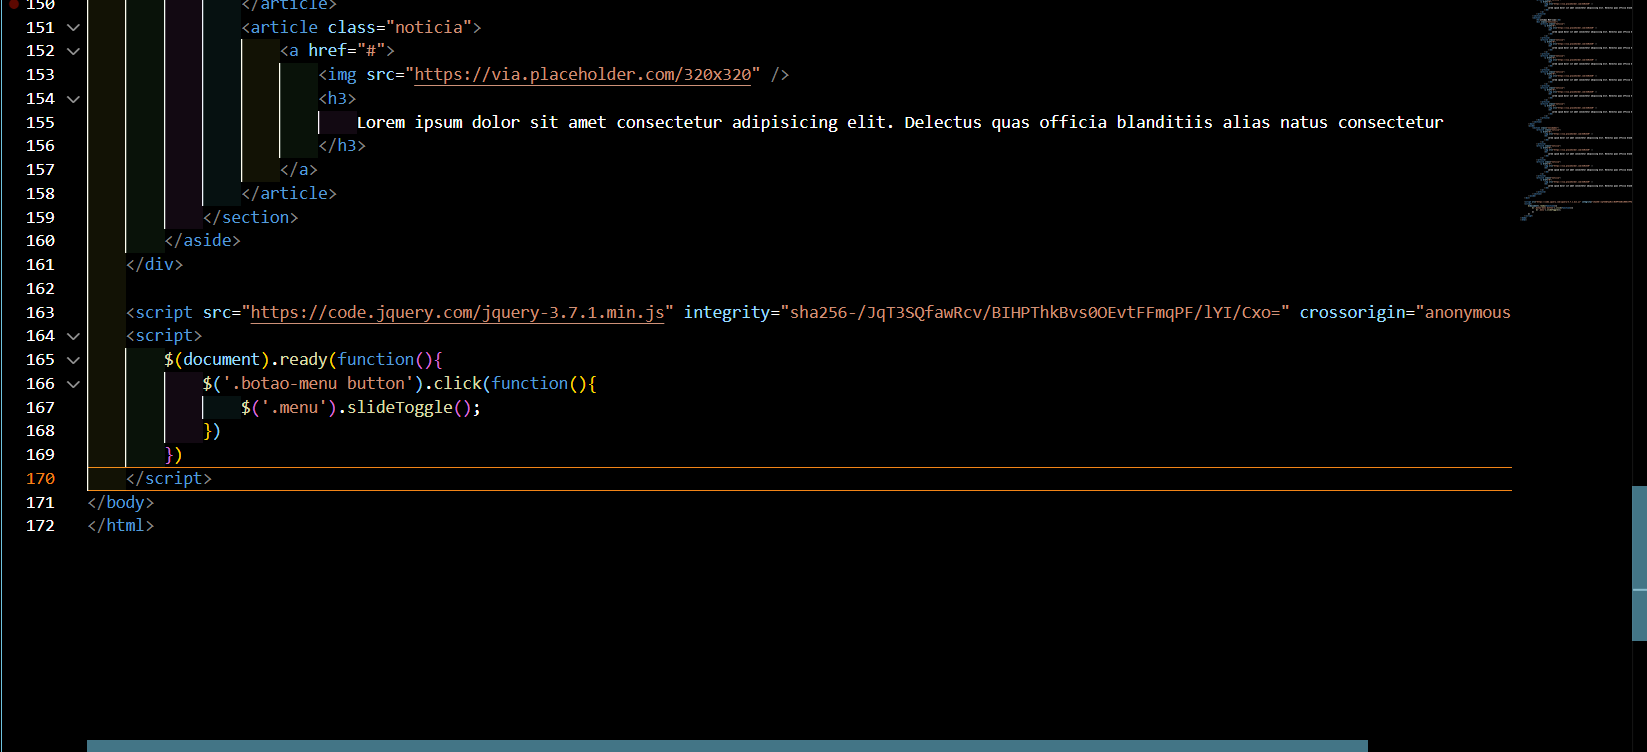 150 </article>
151 <article class="noticia">
152 <a href="#">
153 <img src="https://via.placeholder.com/320x320" />
154 <h3>
155 Lorem ipsum dolor sit amet consectetur adipisicing elit. Delectus quas officia blanditiis alias natus consectetur
156 </h3>
157 </a>
158 </article>
159 </section>
160 </aside>
161 </div>
162
163 <script src="https://code.jquery.com/jquery-3.7.1.min.js" integrity="sha256-/JqT3SQfawRcv/BIHPThkBvs0OEvtFFmqPF/lYI/Cxo=" crossorigin="anonymous
164 <script>
165 $(document).ready(function(){
166 $('.botao-menu button').click(function(){
167 $('.menu').slideToggle();
168 })
169 })
170 </script>
171 </body>
172 </html>